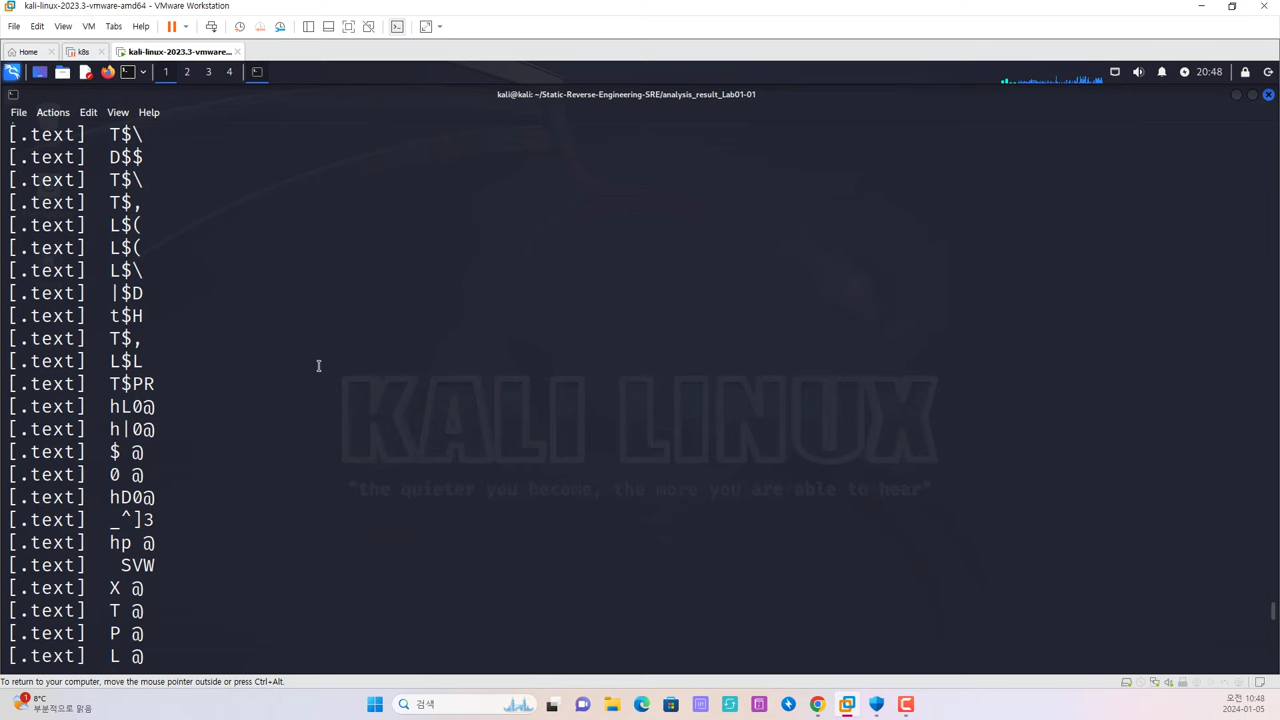 kali-linux-2023.3-vmware-amd64 - VMware Workstation
File Edit View VM Tabs Help
Home k8s kali-linux-2023.3-vmware...
1 2 3 4 20:48
kali@kali: ~/Static-Reverse-Engineering-SRE/analysis_result_Lab01-01
File Actions Edit View Help
[.text] T$\
[.text] D$$
[.text] T$\
[.text] T$,
[.text] L$(
[.text] L$(
[.text] L$\
[.text] |$D
[.text] t$H
[.text] T$,
[.text] L$L
[.text] T$PR
[.text] hL0@
[.text] h|0@
[.text] $ @
[.text] 0 @
[.text] hD0@
[.text] _^]3
[.text] hp @
[.text] SVW
[.text] X @
[.text] T @
[.text] P @
[.text] L @
KALI LINUX
"the quieter you become, the more you are able to hear"
To return to your computer, move the mouse pointer outside or press Ctrl+Alt.
1
8°C
부분적으로 맑음
검색
오전 10:48
2024-01-05